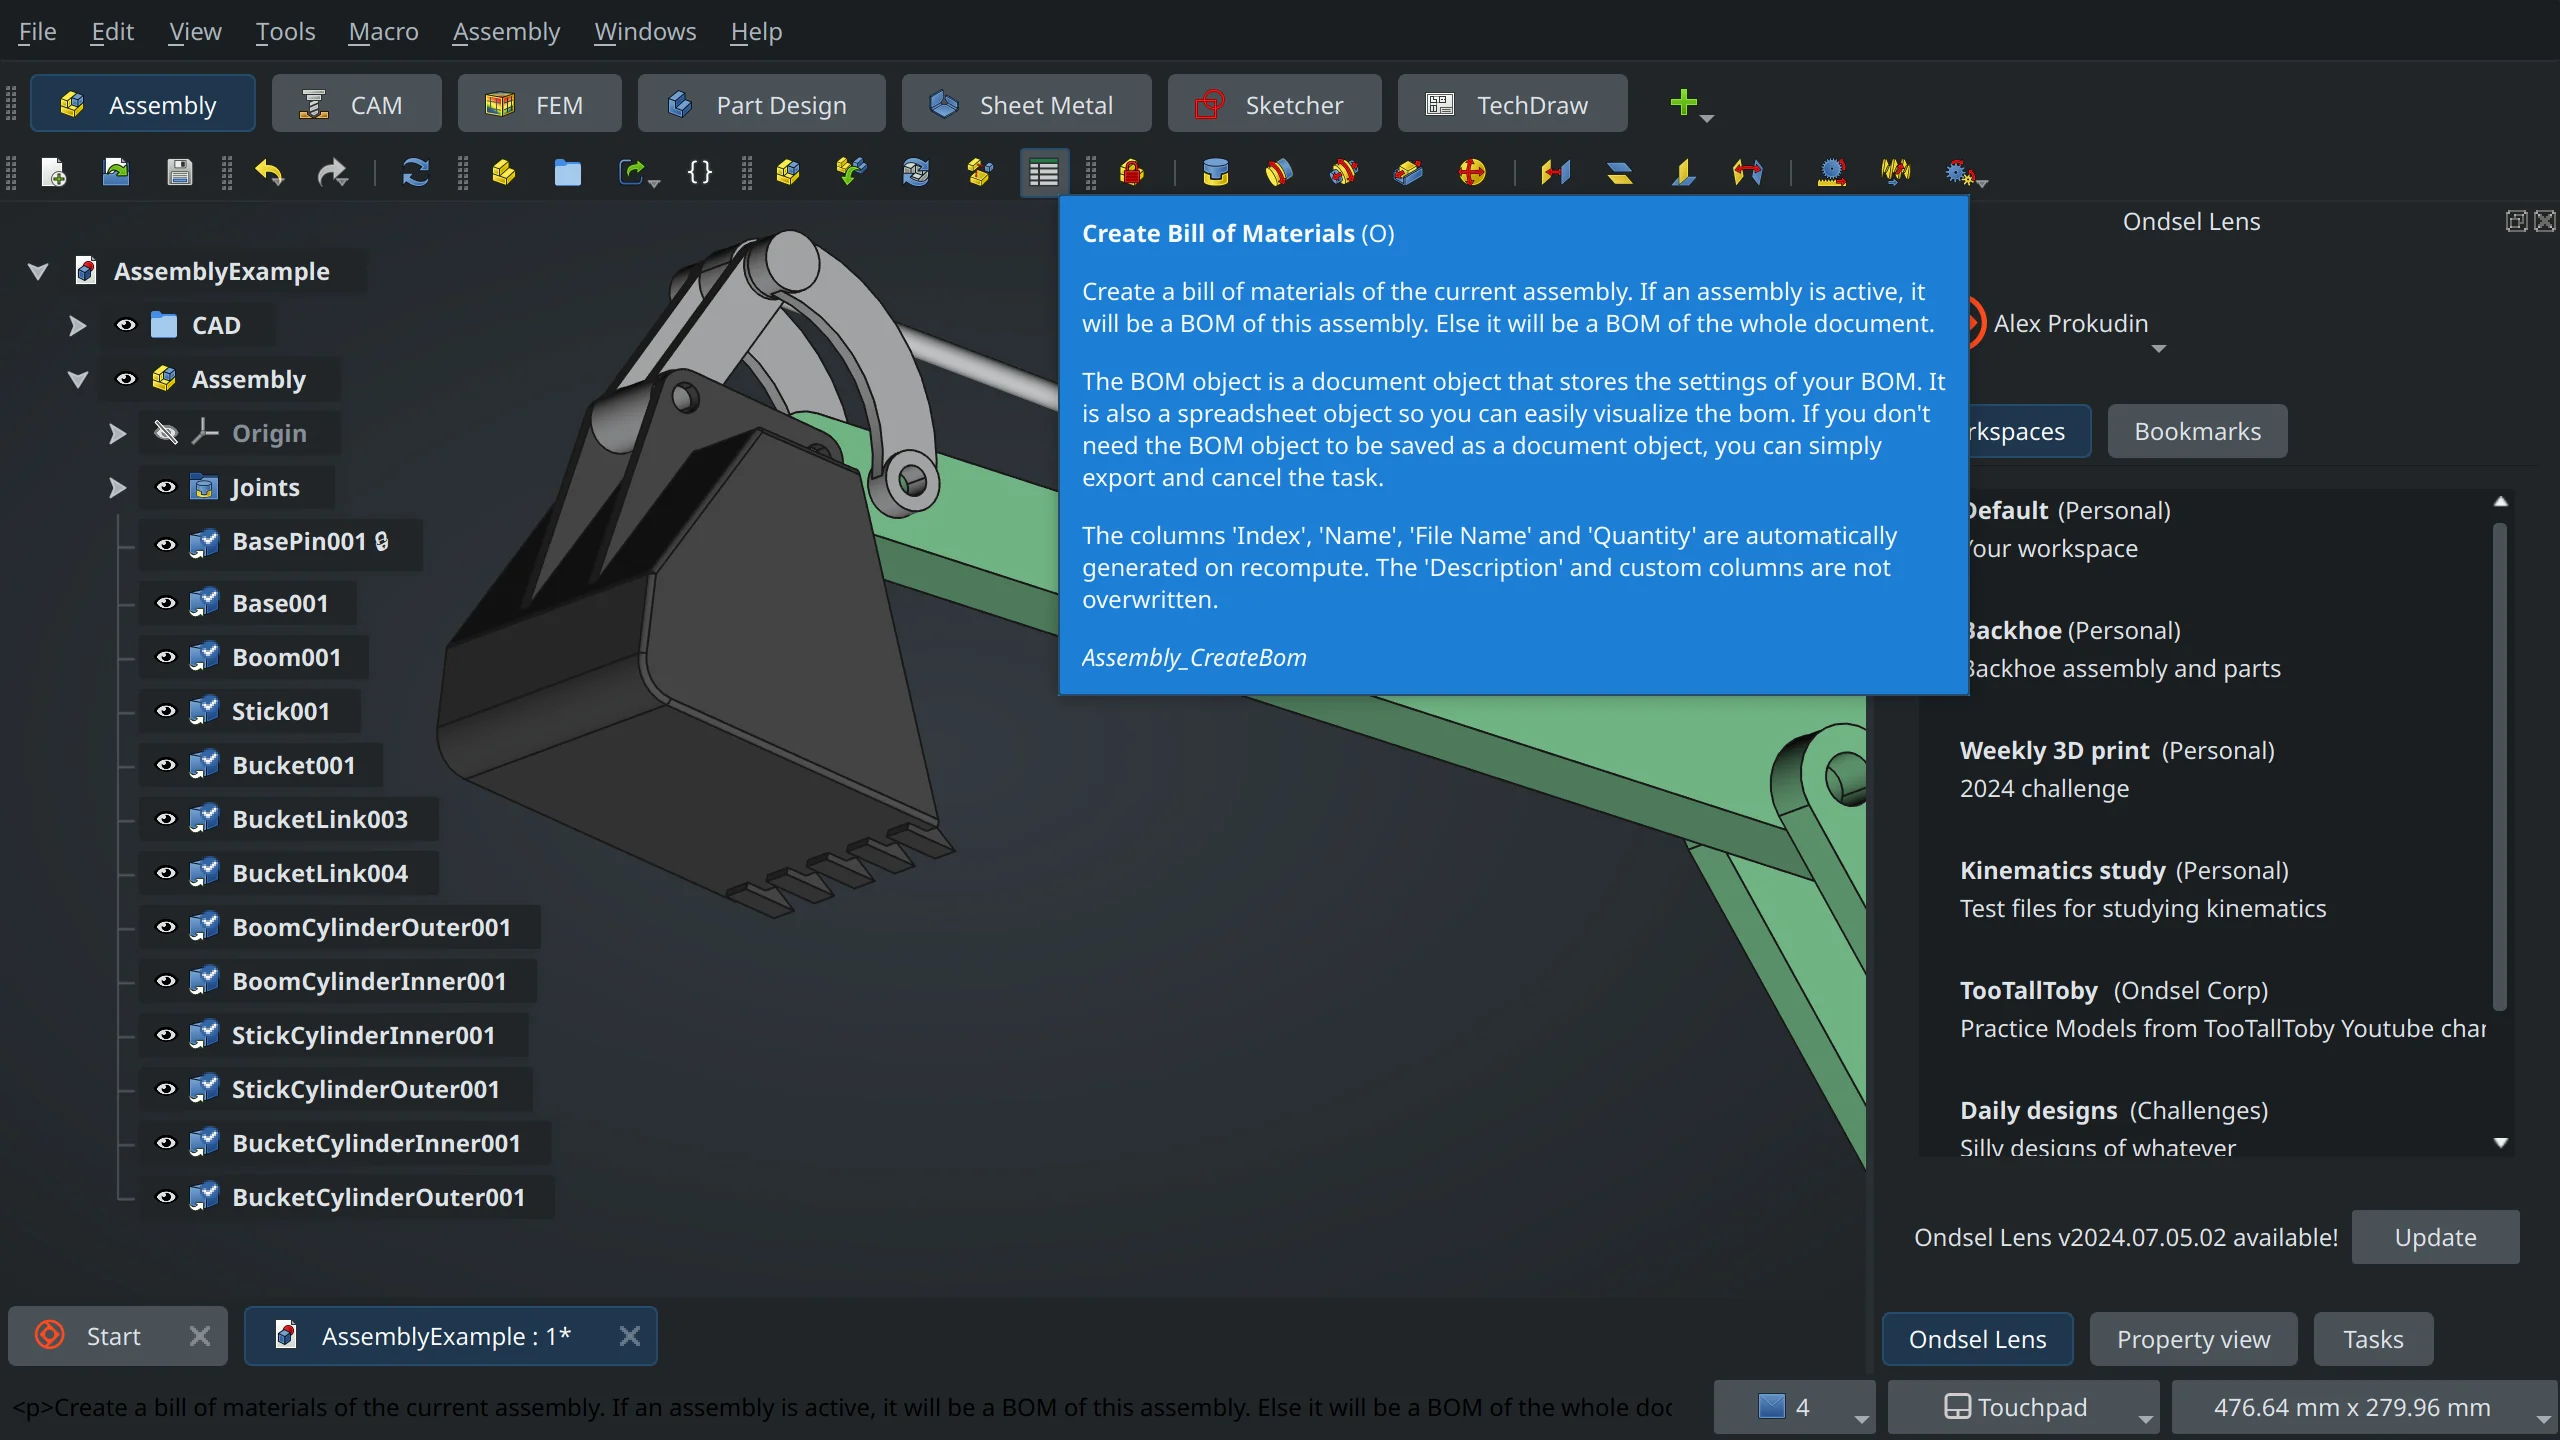 File Edit View Tools Macro Assembly Windows Help
Assembly CAM FEM Part Design Sheet Metal Sketcher TechDraw
{}
Create Bill of Materials (O)
Create a bill of materials of the current assembly. If an assembly is active, it
will be a BOM of this assembly. Else it will be a BOM of the whole document.
The BOM object is a document object that stores the settings of your BOM. It
is also a spreadsheet object so you can easily visualize the bom. If you don't
need the BOM object to be saved as a document object, you can simply
export and cancel the task.
The columns 'Index', 'Name', 'File Name' and 'Quantity' are automatically
generated on recompute. The 'Description' and custom columns are not
overwritten.
Assembly_CreateBom
AssemblyExample
CAD
Assembly
Origin
Joints
BasePin001
Base001
Boom001
Stick001
Bucket001
BucketLink003
BucketLink004
BoomCylinderOuter001
BoomCylinderInner001
StickCylinderInner001
StickCylinderOuter001
BucketCylinderInner001
BucketCylinderOuter001
Ondsel Lens
Alex Prokudin
rkspaces Bookmarks
Default (Personal)
Your workspace
Backhoe (Personal)
Backhoe assembly and parts
Weekly 3D print (Personal)
2024 challenge
Kinematics study (Personal)
Test files for studying kinematics
TooTallToby (Ondsel Corp)
Practice Models from TooTallToby Youtube char
Daily designs (Challenges)
Silly designs of whatever
Ondsel Lens v2024.07.05.02 available! Update
Start AssemblyExample : 1*
Ondsel Lens Property view Tasks
<p>Create a bill of materials of the current assembly. If an assembly is active, it will be a BOM of this assembly. Else it will be a BOM of the whole doc
4 Touchpad 476.64 mm x 279.96 mm